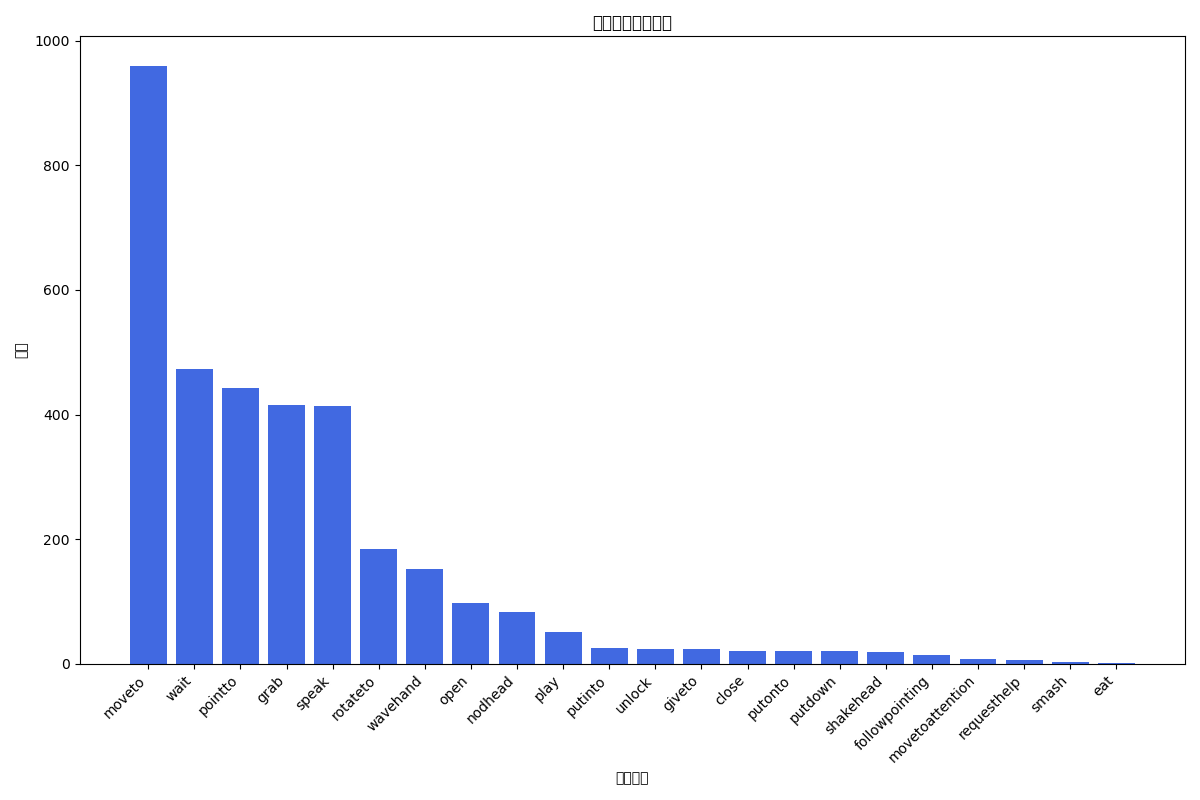 1000
800
600
400
200
0
moveto
wait
pointto
grab
speak
rotateto
wavehand
open
nodhead
play
putinto
unlock
giveto
close
putonto
putdown
shakehead
followpointing
movetoattention
requesthelp
smash
eat